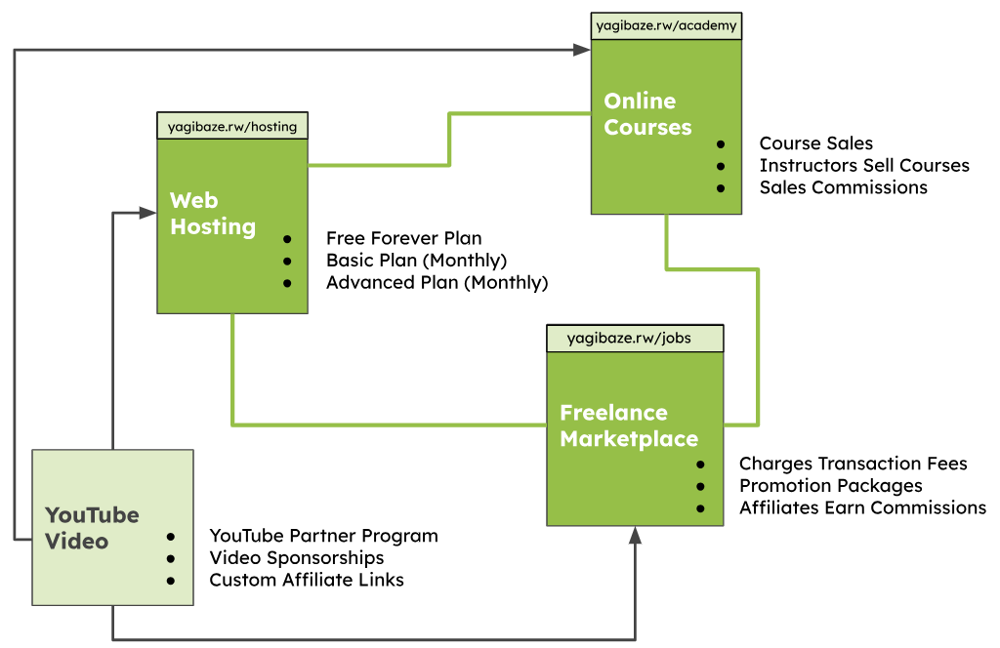 yagibaze.rw/academy
Online
Courses
● Course Sales
● Instructors Sell Courses
● Sales Commissions
yagibaze.rw/hosting
Web
Hosting
● Free Forever Plan
● Basic Plan (Monthly)
● Advanced Plan (Monthly)
yagibaze.rw/jobs
Freelance
Marketplace
● Charges Transaction Fees
● Promotion Packages
● Affiliates Earn Commissions
YouTube
Video
● YouTube Partner Program
● Video Sponsorships
● Custom Affiliate Links